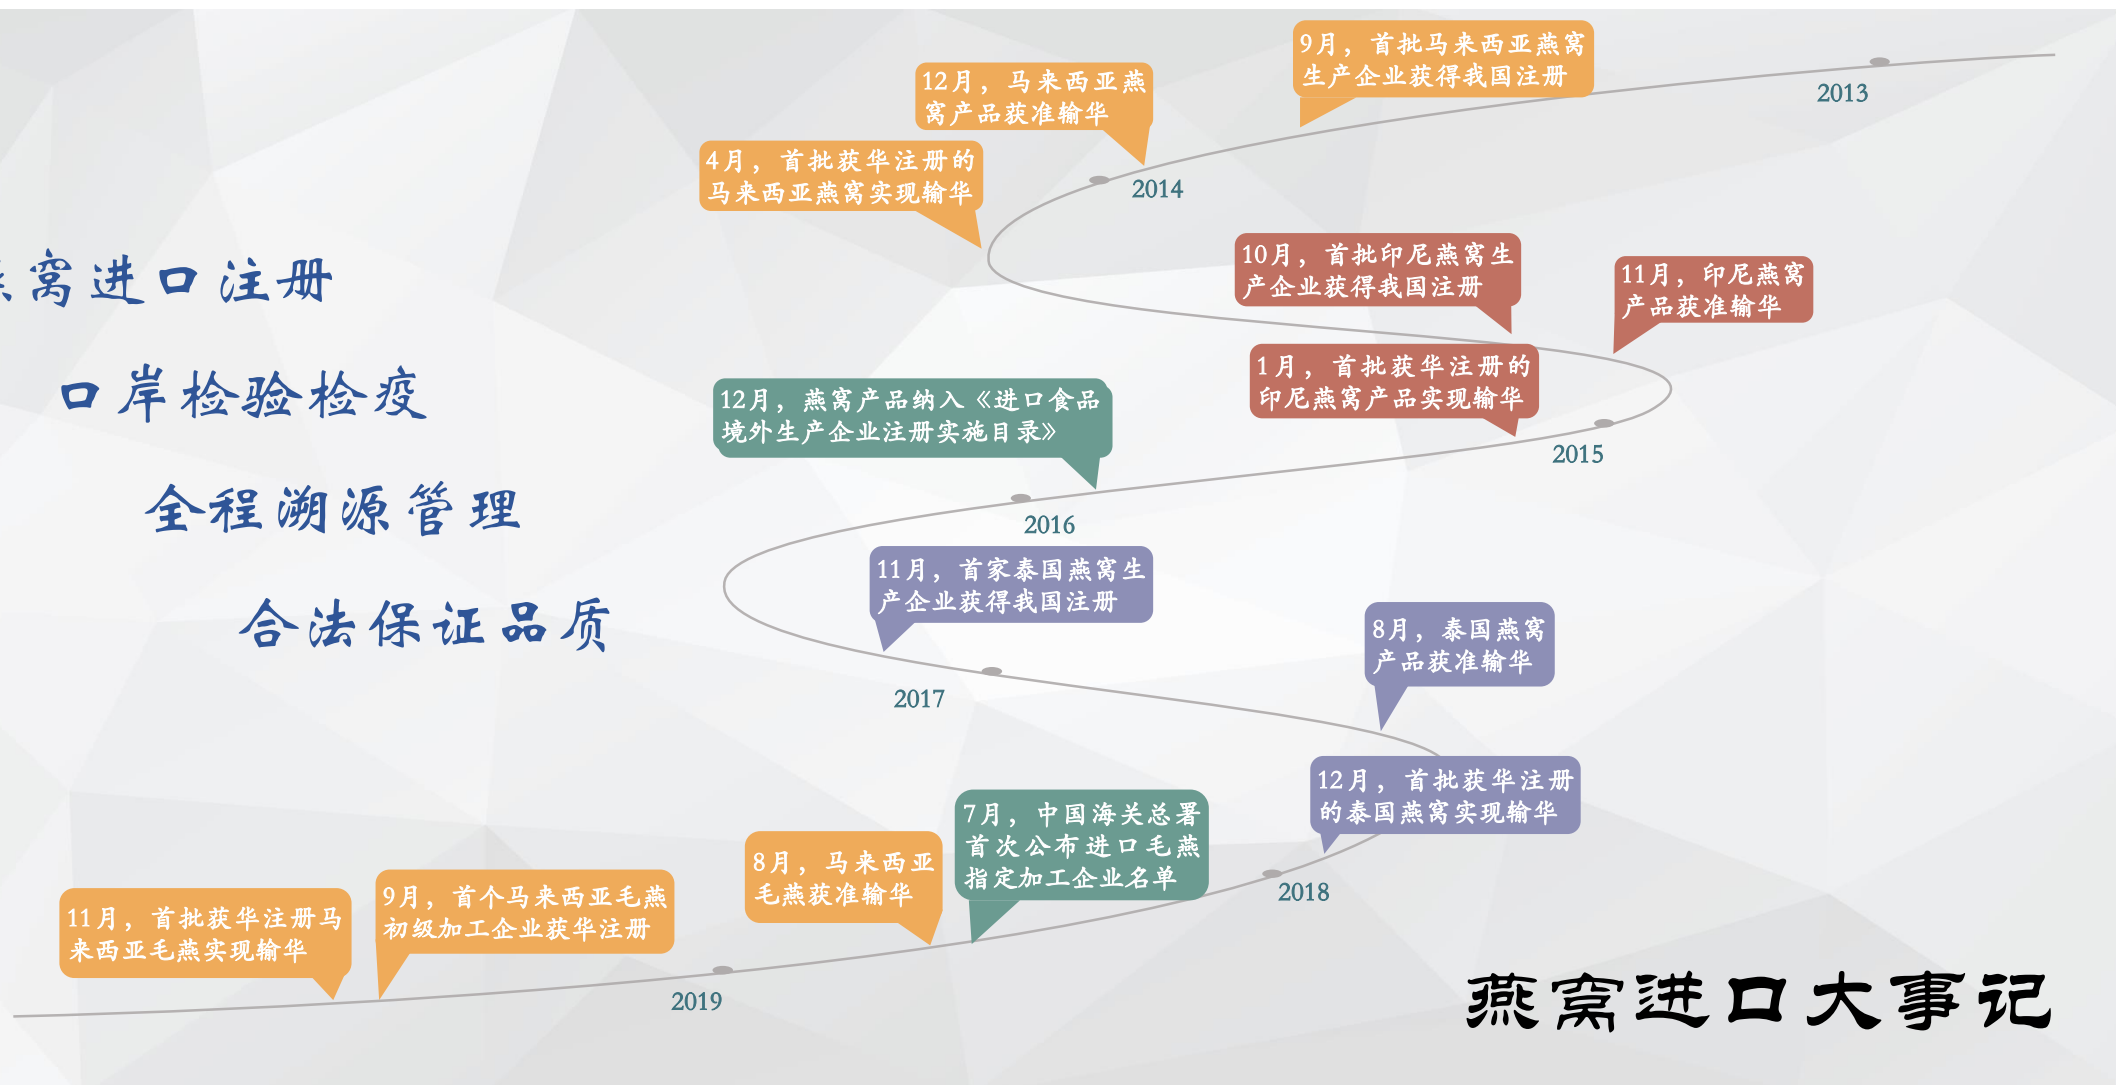 9月，首批马来西亚燕窝
生产企业获得我国注册
2013
12月，马来西亚燕
窝产品获准输华
2014
4月，首批获华注册的
马来西亚燕窝实现输华
10月，首批印尼燕窝生
产企业获得我国注册
11月，印尼燕窝
产品获准输华
1月，首批获华注册的
印尼燕窝产品实现输华
2015
12月，燕窝产品纳入《进口食品
境外生产企业注册实施目录》
2016
11月，首家泰国燕窝生
产企业获得我国注册
2017
8月，泰国燕窝
产品获准输华
12月，首批获华注册
的泰国燕窝实现输华
2018
7月，中国海关总署
首次公布进口毛燕
指定加工企业名单
8月，马来西亚
毛燕获准输华
2019
9月，首个马来西亚毛燕
初级加工企业获华注册
11月，首批获华注册马
来西亚毛燕实现输华
燕窝进口注册
口岸检验检疫
全程溯源管理
合法保证品质
燕窝进口大事记